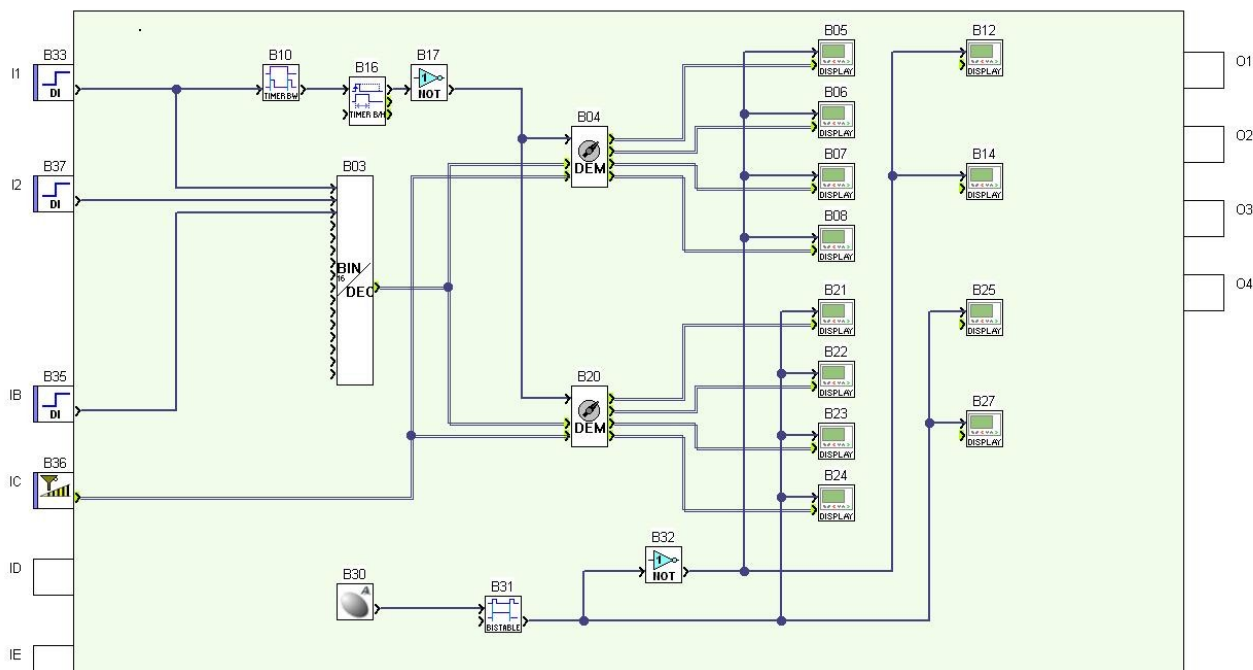 B05
B12
B33
B10
B17
I1
DI
TIMER BW
B16
NOT
DISPLAY
DISPLAY
O1
TIMER B/H
B06
B04
DISPLAY
O2
B37
B03
DEM
B07
B14
I2
DI
DISPLAY
DISPLAY
O3
B08
DISPLAY
BIN
16
DEC
B21
B25
O4
DISPLAY
DISPLAY
B35
B20
B22
IB
DI
DEM
DISPLAY
B23
B27
DISPLAY
DISPLAY
B36
IC
B24
DISPLAY
B32
ID
NOT
B30
B31
A
BISTABLE
IE